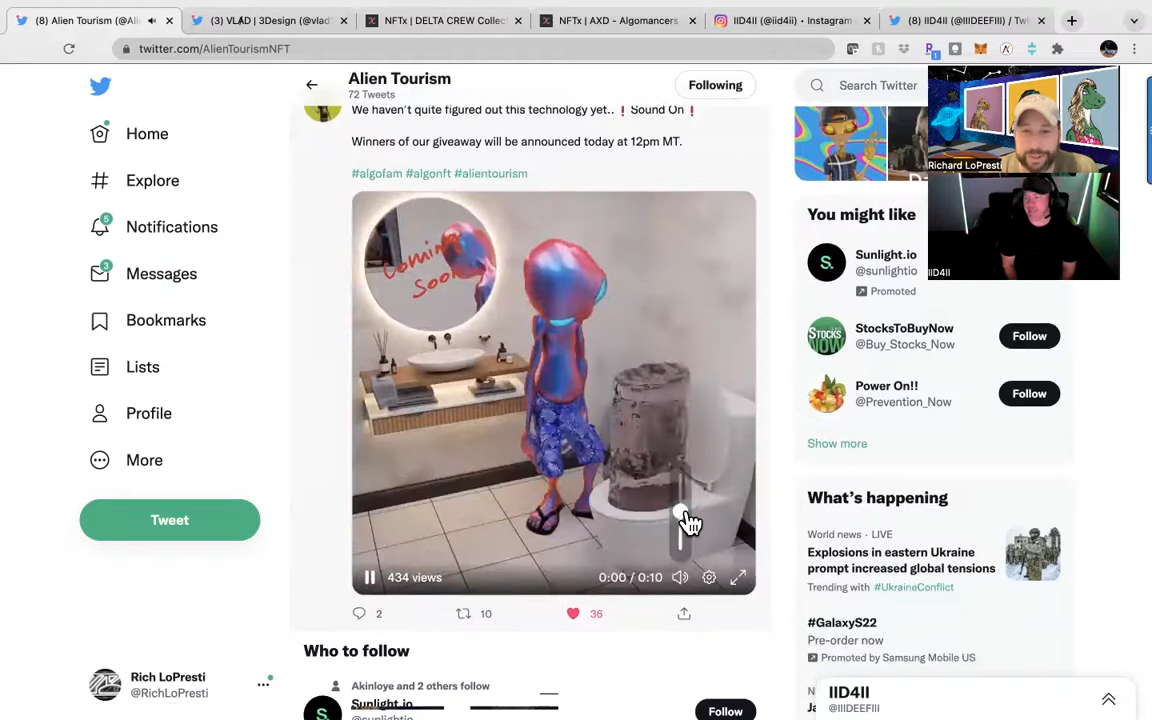 (8) Alien Tourism (@Ali
(3) VLΛD | 3Design (@vlad
NFTx | DELTA CREW Collec
NFTx | AXD - Algomancers
IID4II (@iid4ii) • Instagram
(8) IID4II (@IIIDEEFIII) / Tw
twitter.com/AlienTourismNFT
Alien Tourism
72 Tweets
Following
Search Twitter
Home
Explore
5
Notifications
3
Messages
Bookmarks
Lists
Profile
More
Tweet
Rich LoPresti
@RichLoPresti
We haven't quite figured out this technology yet.. ❗ Sound On ❗
Winners of our giveaway will be announced today at 12pm MT.
#algofam #algonft #alientourism
Coming
Soon
434 views
0:00 / 0:10
2
10
36
Who to follow
Akinloye and 2 others follow
Sunlight.io
@sunlightio
Follow
Richard LoPresti
IID4II
You might like
S.
Sunlight.io
@sunlightio
Promoted
STOCKS
NOW
StocksToBuyNow
@Buy_Stocks_Now
Follow
Power On!!
@Prevention_Now
Follow
Show more
What's happening
World news · LIVE
Explosions in eastern Ukraine
prompt increased global tensions
Trending with #UkraineConflict
#GalaxyS22
Pre-order now
Promoted by Samsung Mobile US
IID4II
@IIIDEEFIII